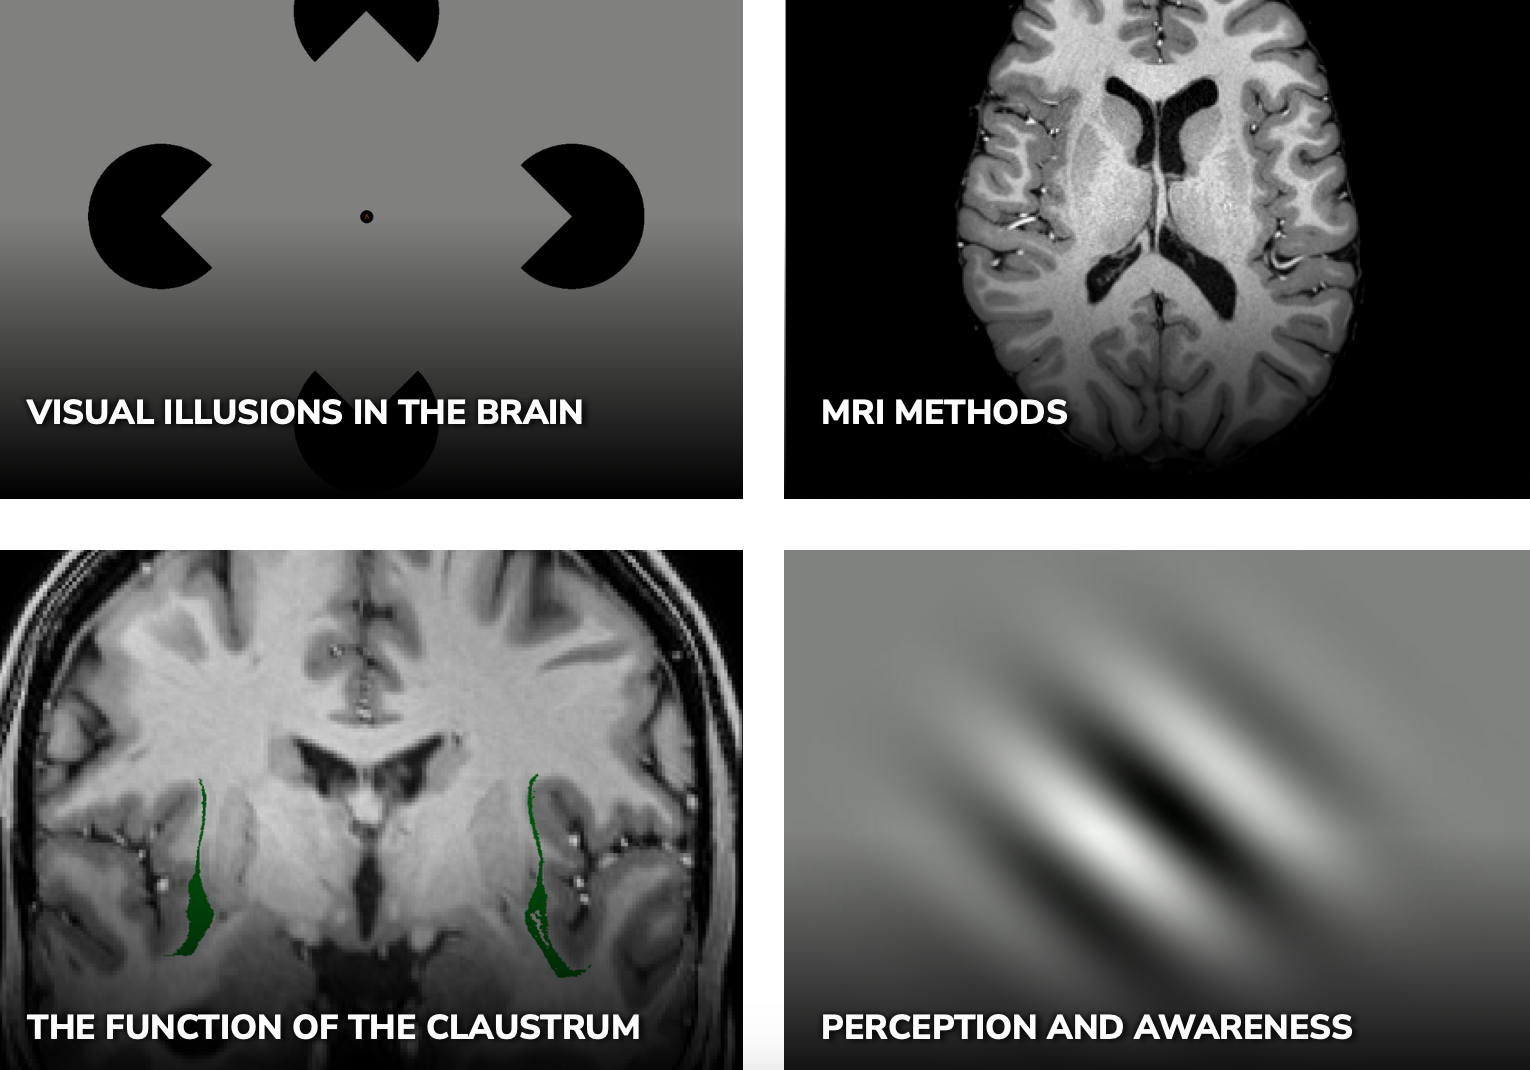 VISUAL ILLUSIONS IN THE BRAIN
MRI METHODS
THE FUNCTION OF THE CLAUSTRUM
PERCEPTION AND AWARENESS